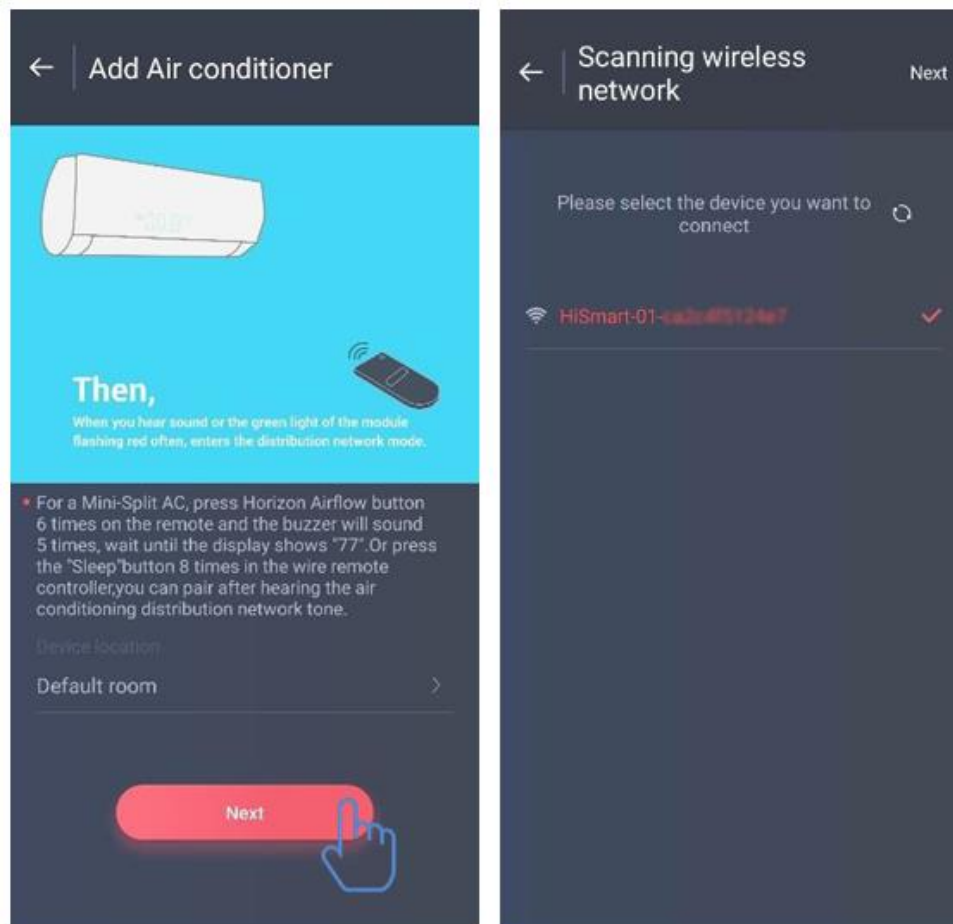 Add Air conditioner
Then,
When you hear sound or the green light of the module
flashing red often, enters the distribution network mode.
* For a Mini-Split AC, press Horizon Airflow button
6 times on the remote and the buzzer will sound
5 times, wait until the display shows "77".Or press
the "Sleep"button 8 times in the wire remote
controller,you can pair after hearing the air
conditioning distribution network tone.
Device location
Default room
Next
Scanning wireless
network
Next
Please select the device you want to
connect
HiSmart-01-